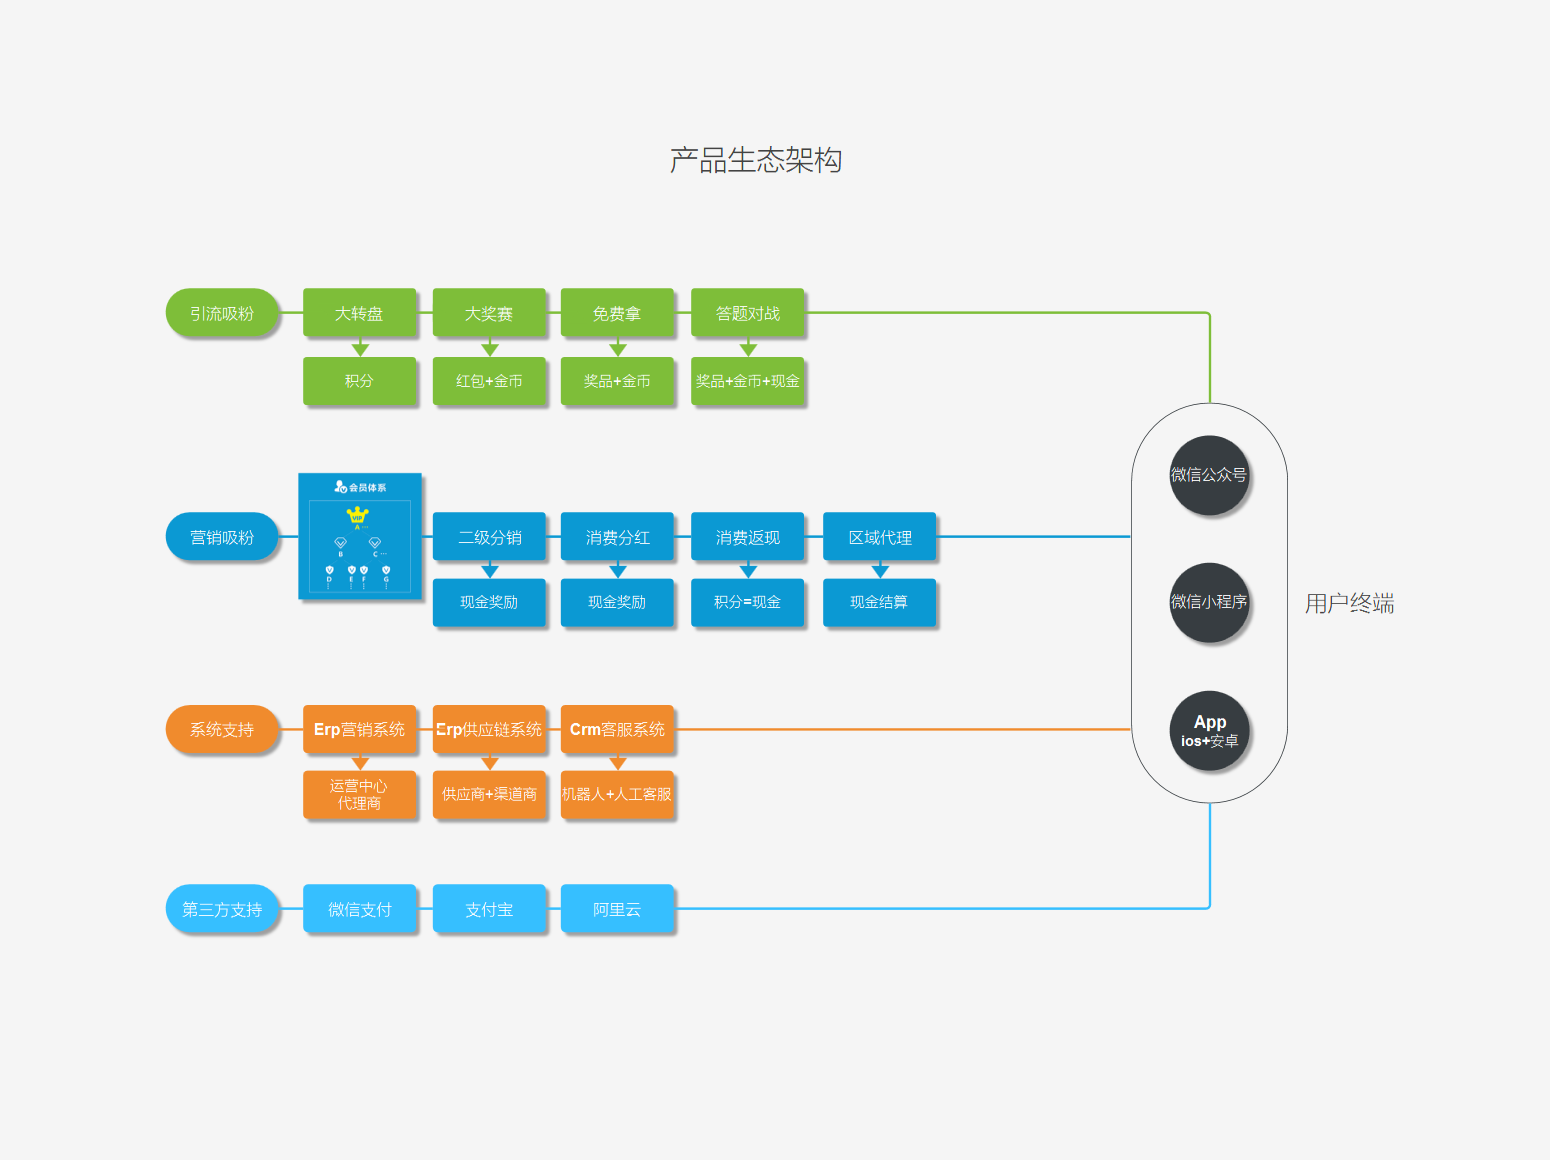 产品生态架构
引流吸粉
大转盘
大奖赛
免费拿
答题对战
积分
红包+金币
奖品+金币
奖品+金币+现金
营销吸粉
会员体系
VIP
A ...
B
C ...
D
E
F
G
二级分销
消费分红
消费返现
区域代理
现金奖励
现金奖励
积分=现金
现金结算
系统支持
Erp营销系统
Erp供应链系统
Crm客服系统
运营中心
代理商
供应商+渠道商
机器人+人工客服
第三方支持
微信支付
支付宝
阿里云
微信公众号
微信小程序
App
ios+安卓
用户终端